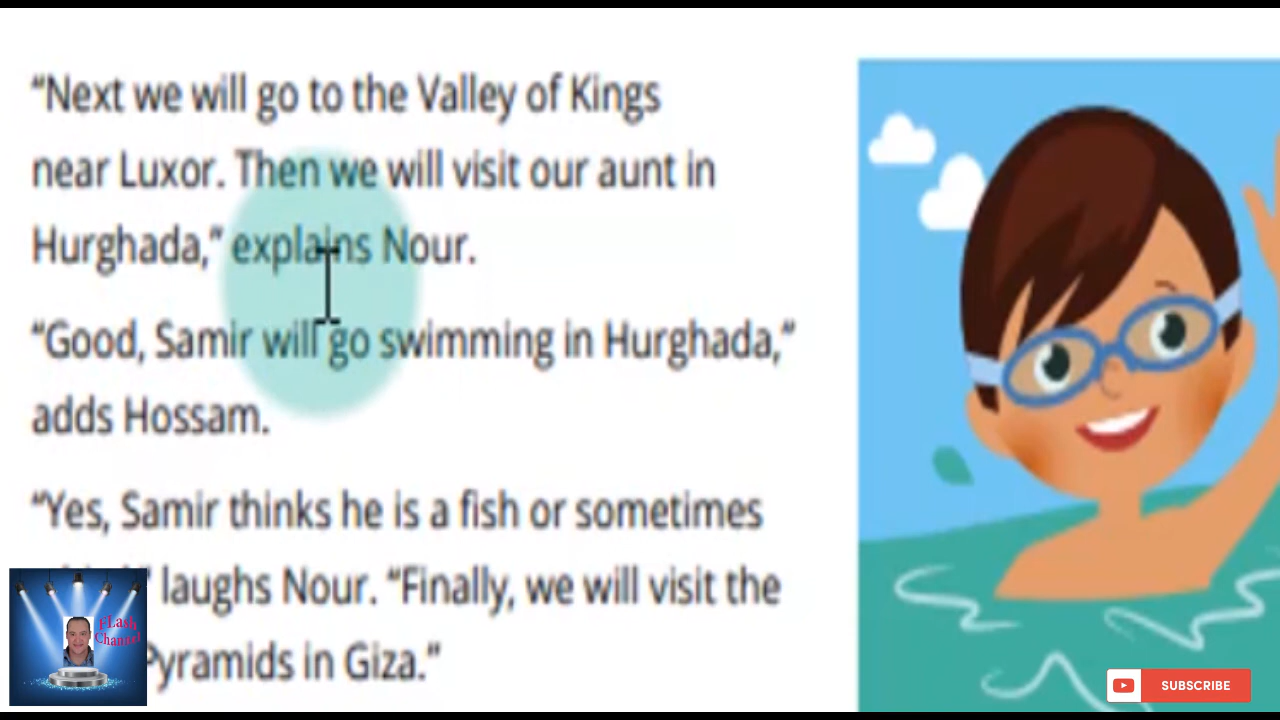 “Next we will go to the Valley of Kings
near Luxor. Then we will visit our aunt in
Hurghada,” explains Nour.
“Good, Samir will go swimming in Hurghada,”
adds Hossam.
“Yes, Samir thinks he is a fish or sometimes
laughs Nour. “Finally, we will visit the
Pyramids in Giza.”
FLash
Channel
SUBSCRIBE